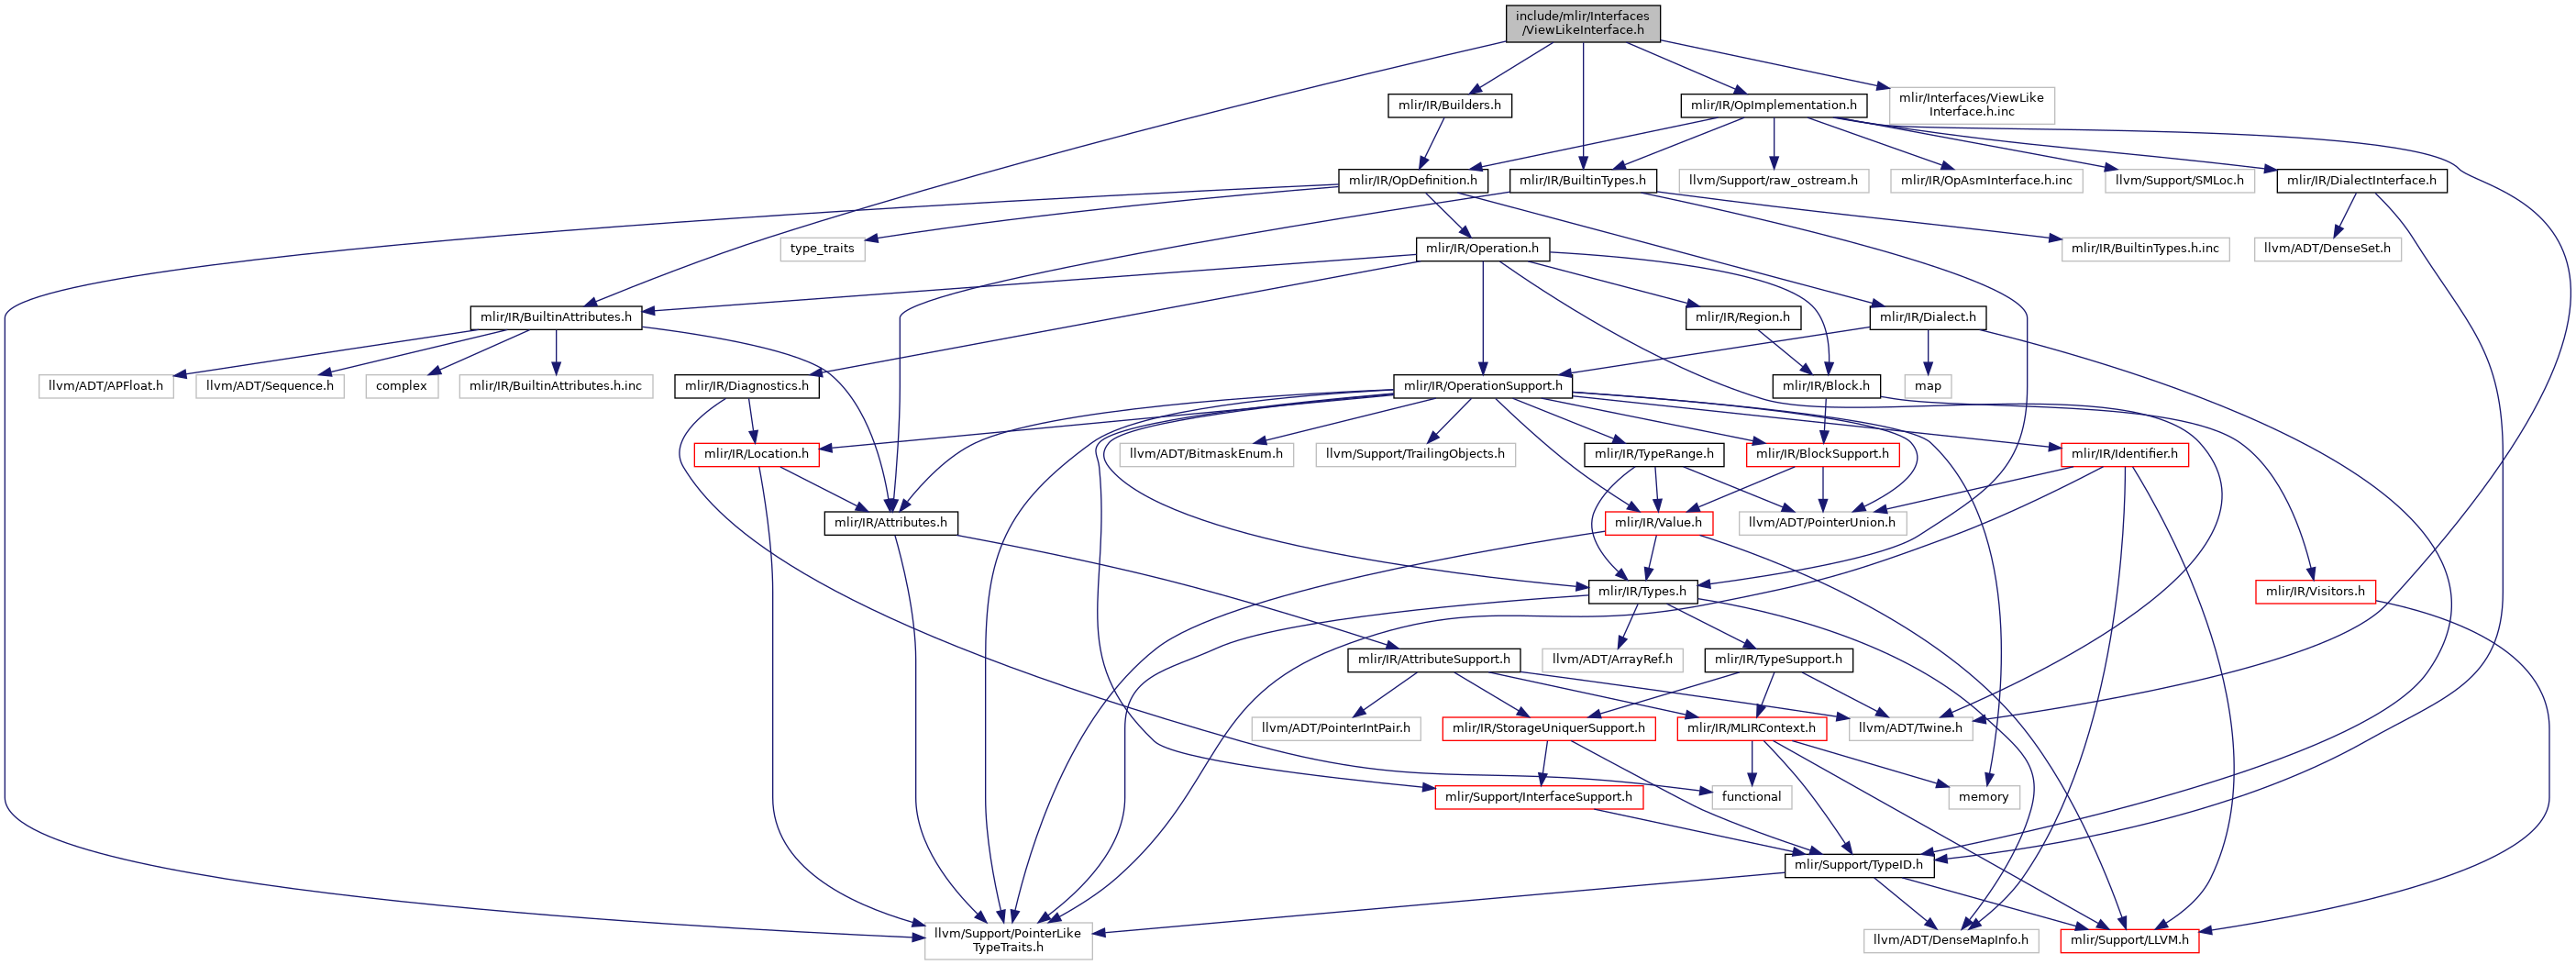 include/mlir/Interfaces
/ViewLikeInterface.h
mlir/IR/Builders.h
mlir/IR/OpImplementation.h
mlir/Interfaces/ViewLike
Interface.h.inc
mlir/IR/OpDefinition.h
mlir/IR/BuiltinTypes.h
llvm/Support/raw_ostream.h
mlir/IR/OpAsmInterface.h.inc
llvm/Support/SMLoc.h
mlir/IR/DialectInterface.h
type_traits
mlir/IR/Operation.h
mlir/IR/BuiltinTypes.h.inc
llvm/ADT/DenseSet.h
mlir/IR/BuiltinAttributes.h
mlir/IR/Region.h
mlir/IR/Dialect.h
llvm/ADT/APFloat.h
llvm/ADT/Sequence.h
complex
mlir/IR/BuiltinAttributes.h.inc
mlir/IR/Diagnostics.h
mlir/IR/OperationSupport.h
mlir/IR/Block.h
map
mlir/IR/Location.h
llvm/ADT/BitmaskEnum.h
llvm/Support/TrailingObjects.h
mlir/IR/TypeRange.h
mlir/IR/BlockSupport.h
mlir/IR/Identifier.h
mlir/IR/Attributes.h
mlir/IR/Value.h
llvm/ADT/PointerUnion.h
mlir/IR/Types.h
mlir/IR/Visitors.h
mlir/IR/AttributeSupport.h
llvm/ADT/ArrayRef.h
mlir/IR/TypeSupport.h
llvm/ADT/PointerIntPair.h
mlir/IR/StorageUniquerSupport.h
mlir/IR/MLIRContext.h
llvm/ADT/Twine.h
mlir/Support/InterfaceSupport.h
functional
memory
mlir/Support/TypeID.h
llvm/Support/PointerLike
TypeTraits.h
llvm/ADT/DenseMapInfo.h
mlir/Support/LLVM.h